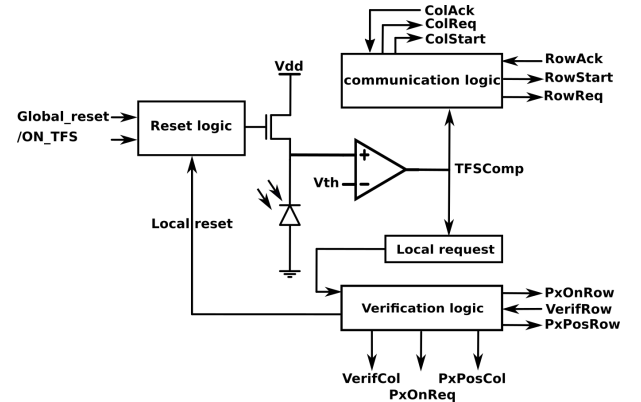 ColAck
ColReq
ColStart
Vdd
communication logic
RowAck
RowStart
RowReq
Global_reset
/ON_TFS
Reset logic
+
Vth
−
TFSComp
Local reset
Local request
Verification logic
PxOnRow
VerifRow
PxPosRow
VerifCol
PxPosCol
PxOnReq